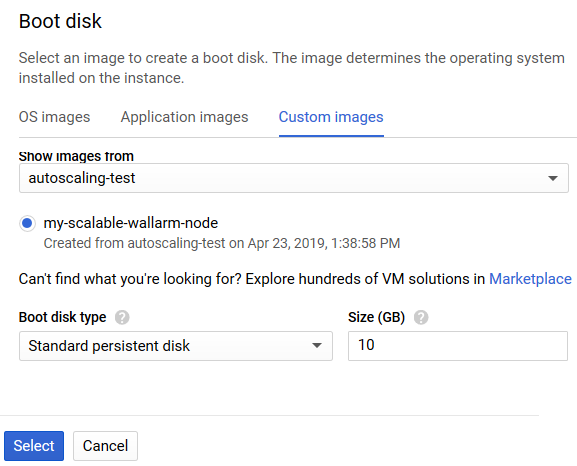 Boot disk
Select an image to create a boot disk. The image determines the operating system
installed on the instance.
OS images Application images Custom images
Show images from
autoscaling-test
my-scalable-wallarm-node
Created from autoscaling-test on Apr 23, 2019, 1:38:58 PM
Can't find what you're looking for? Explore hundreds of VM solutions in Marketplace
Boot disk type ? Size (GB) ?
Standard persistent disk 10
Select Cancel